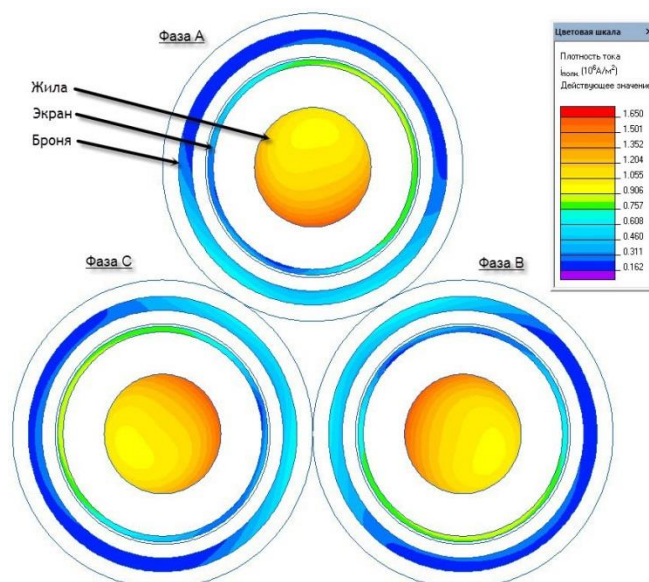 Фаза А
Жила
Экран
Броня
Фаза С
Фаза В
Цветовая шкала
Плотность тока
iполн. (10⁶А/м²)
Действующее значение
1.650
1.501
1.352
1.204
1.055
0.906
0.757
0.608
0.460
0.311
0.162